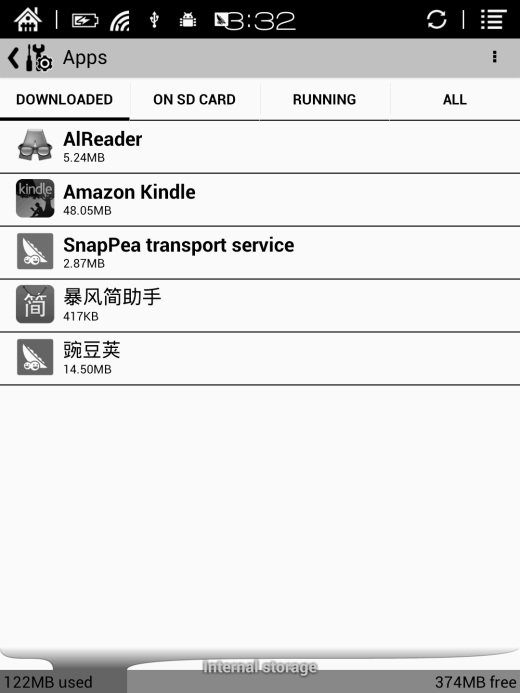 3:32
Apps
DOWNLOADED ON SD CARD RUNNING ALL
AlReader
5.24MB
kindle
Amazon Kindle
48.05MB
SnapPea transport service
2.87MB
简
暴风简助手
417KB
豌豆荚
14.50MB
Internal storage
122MB used 374MB free